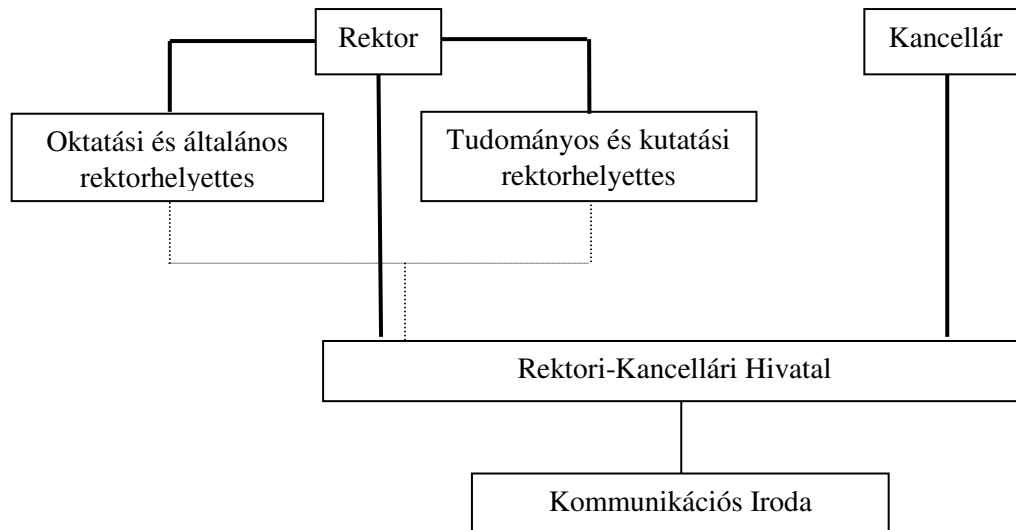 Rektor
Kancellár
Oktatási és általános
rektorhelyettes
Tudományos és kutatási
rektorhelyettes
Rektori-Kancellári Hivatal
Kommunikációs Iroda